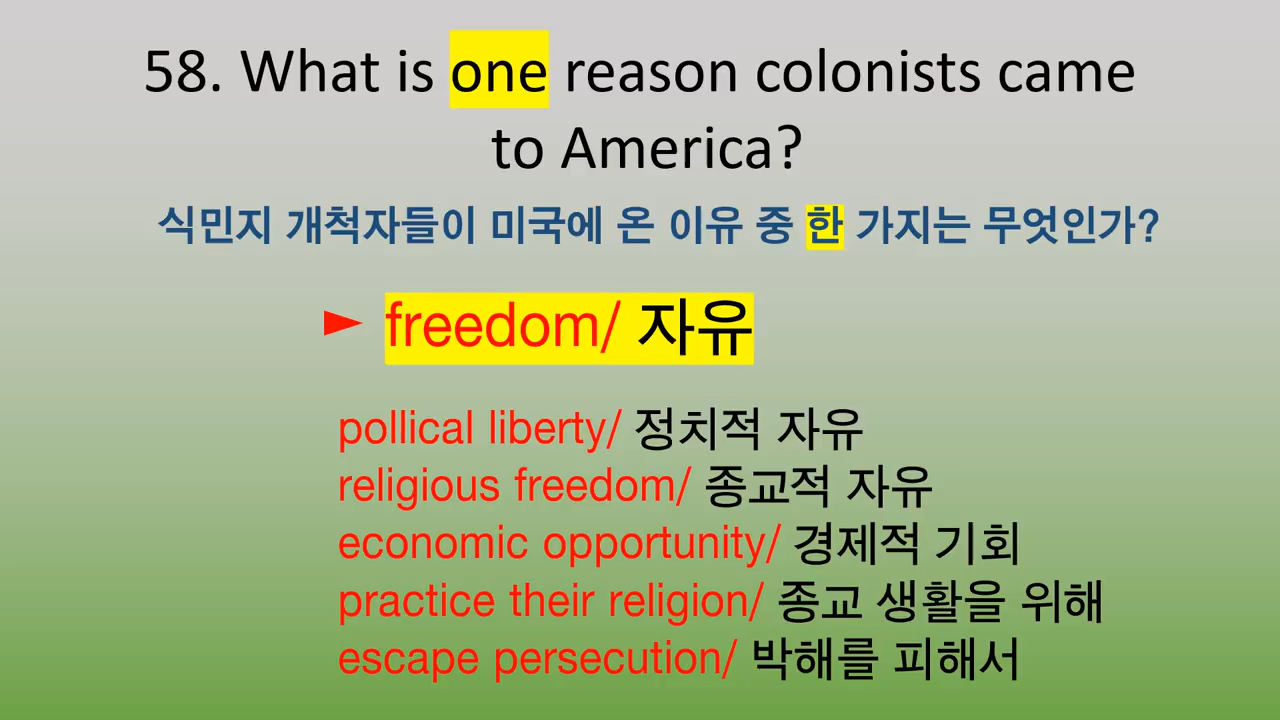 58. What is one reason colonists came
to America?
식민지 개척자들이 미국에 온 이유 중 한 가지는 무엇인가?
► freedom/ 자유
pollical liberty/ 정치적 자유
religious freedom/ 종교적 자유
economic opportunity/ 경제적 기회
practice their religion/ 종교 생활을 위해
escape persecution/ 박해를 피해서